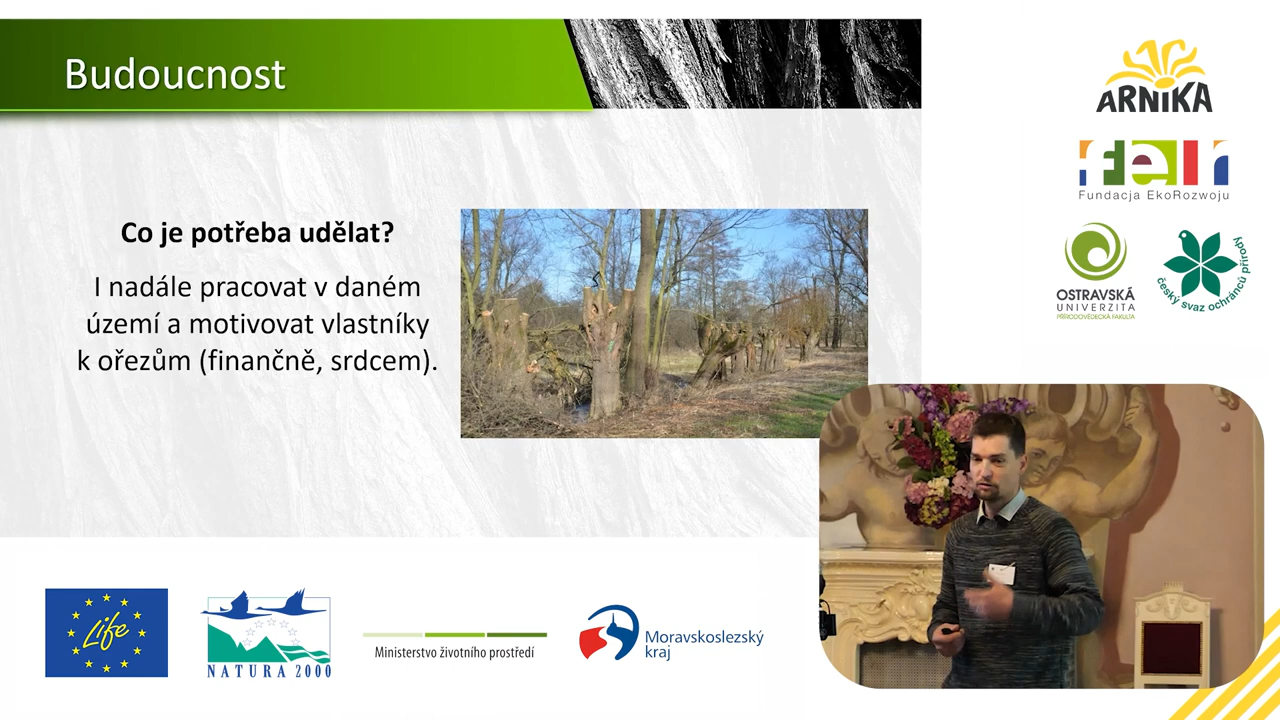 Budoucnost
Co je potřeba udělat?
I nadále pracovat v daném
území a motivovat vlastníky
k ořezům (finančně, srdcem).
ARNIKA
fer
Fundacja EkoRozwoju
OSTRAVSKÁ
UNIVERZITA
PŘÍRODOVĚDECKÁ FAKULTA
český svaz ochránců přírody
Life
NATURA 2000
Ministerstvo životního prostředí
Moravskoslezský
kraj